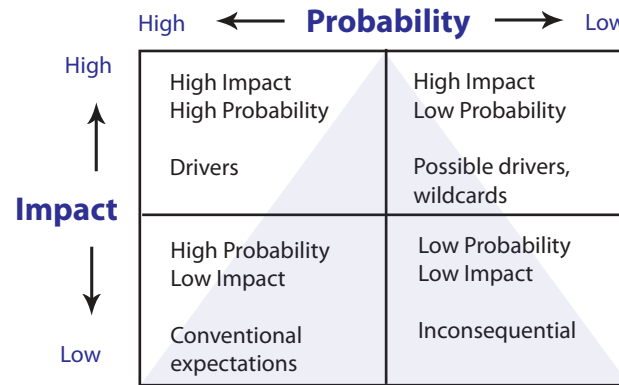 High Probability Low
High
Impact
Low
High Impact
High Probability
Drivers
High Impact
Low Probability
Possible drivers,
wildcards
High Probability
Low Impact
Conventional
expectations
Low Probability
Low Impact
Inconsequential